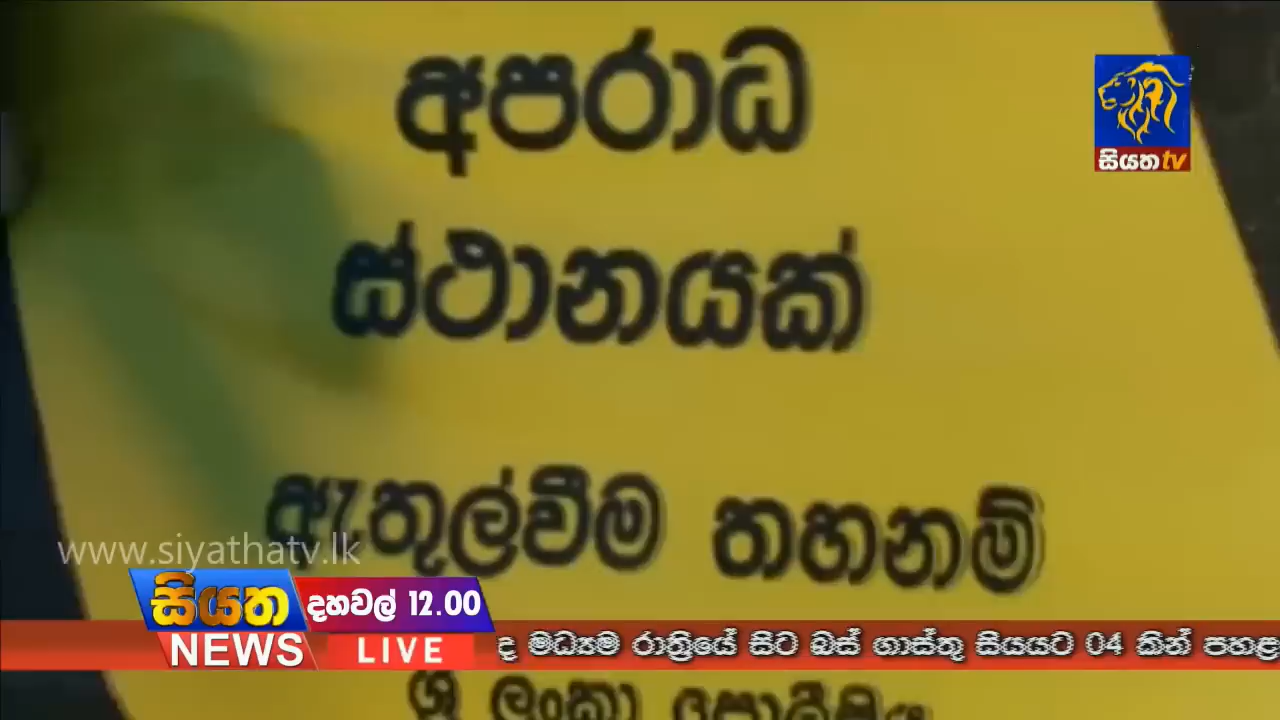 අපරාධ
සියත tv
ස්ථානයක්
ඇතුල්වීම තහනම්
www.siyathatv.lk
සියත
දහවල් 12.00
NEWS
LIVE
ද මධ්‍යම රාත්‍රියේ සිට බස් ගාස්තු සියයට 04 කින් පහළ
ශ්‍රී ලංකා පොලීසිය